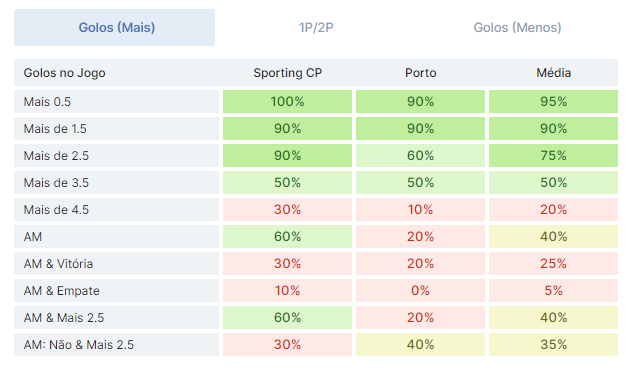 Golos (Mais) 1P/2P Golos (Menos)
Golos no Jogo Sporting CP Porto Média
Mais 0.5 100% 90% 95%
Mais de 1.5 90% 90% 90%
Mais de 2.5 90% 60% 75%
Mais de 3.5 50% 50% 50%
Mais de 4.5 30% 10% 20%
AM 60% 20% 40%
AM & Vitória 30% 20% 25%
AM & Empate 10% 0% 5%
AM & Mais 2.5 60% 20% 40%
AM: Não & Mais 2.5 30% 40% 35%